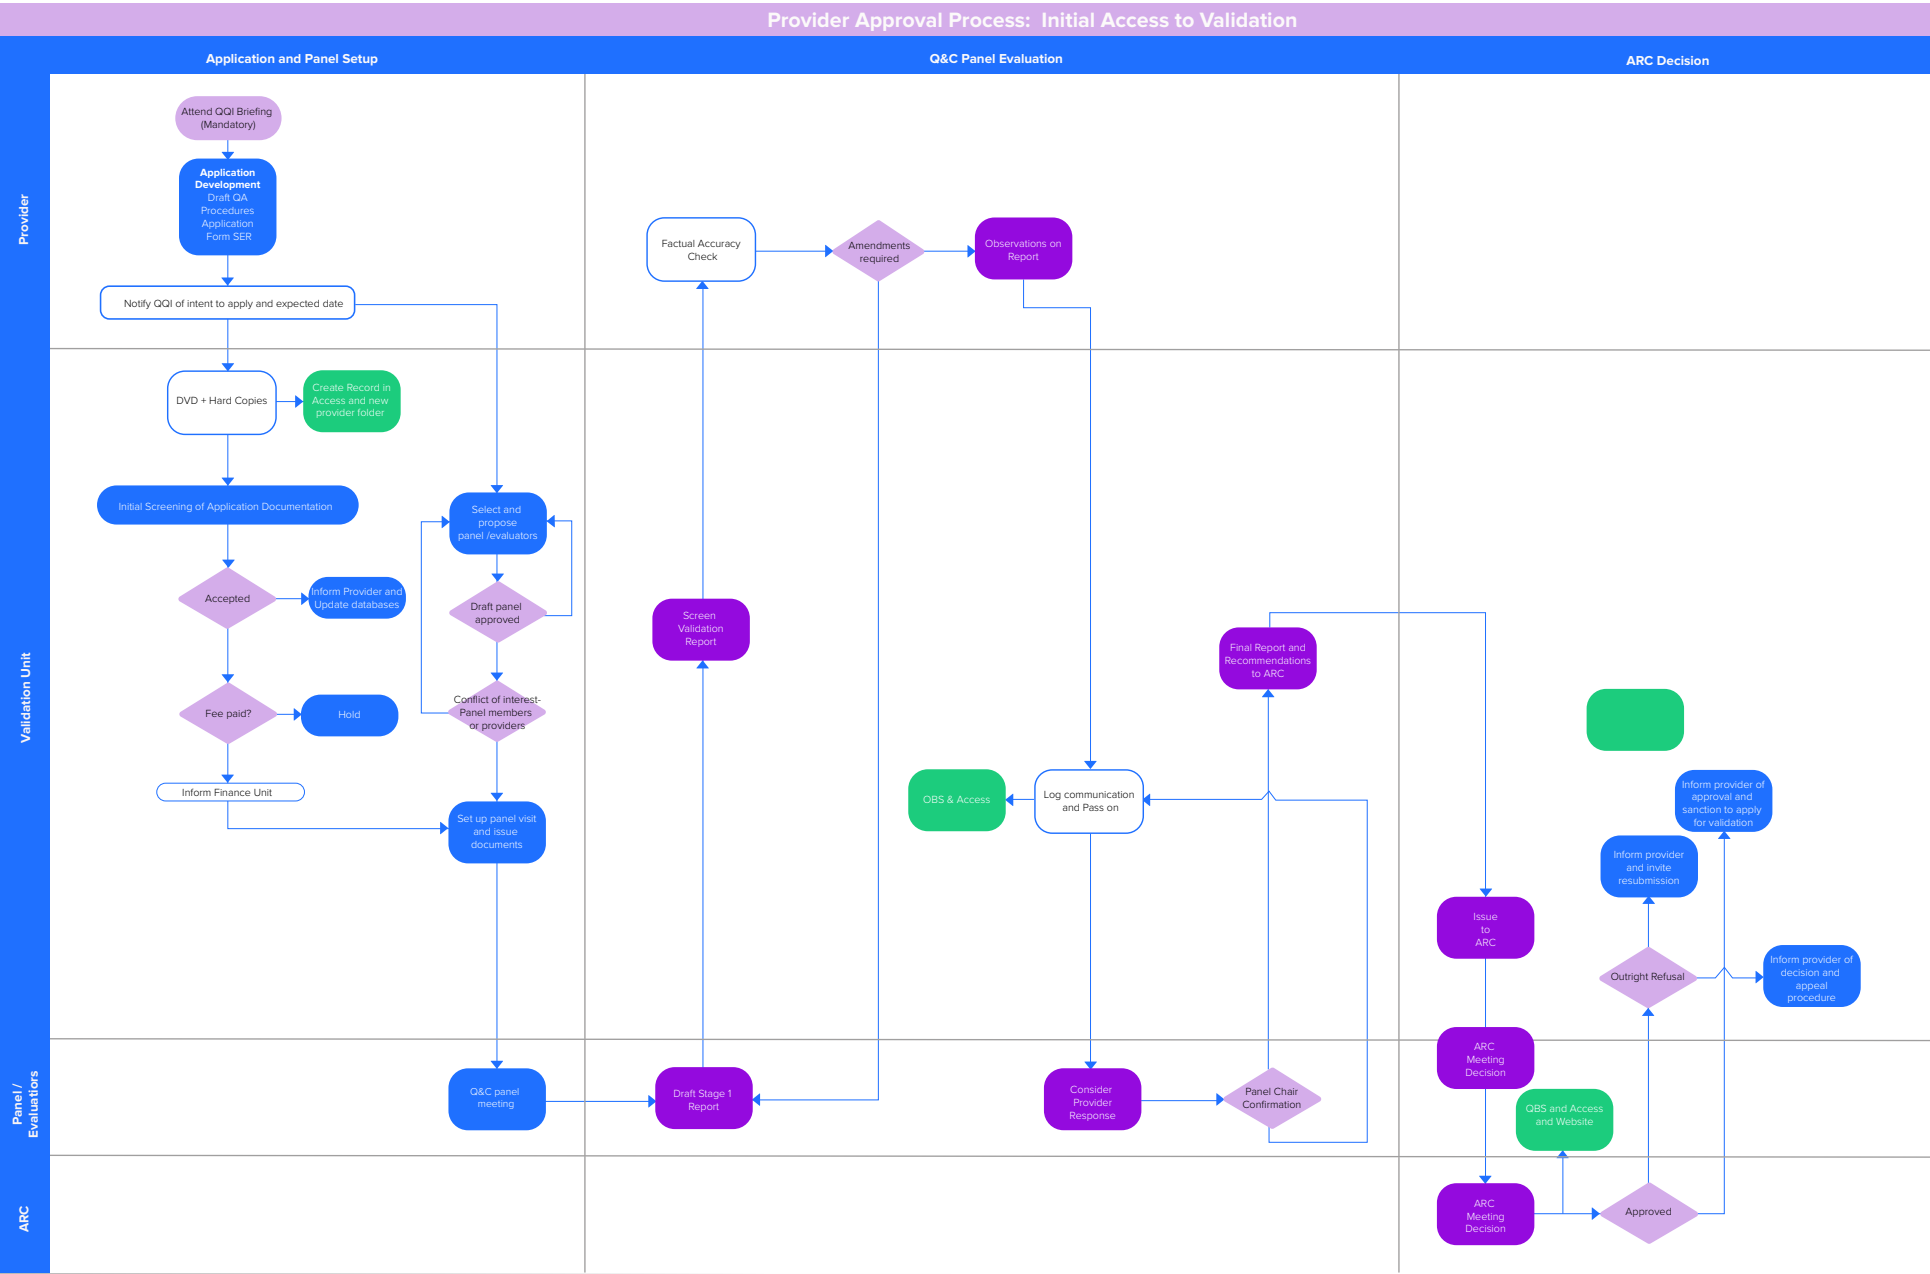 Provider Approval Process:  Initial Access to Validation
Application and Panel Setup
Q&C Panel Evaluation
ARC Decision
Provider
Attend QQI Briefing
(Mandatory)
Application
Development
Draft QA
Procedures
Application
Form SER
Notify QQI of intent to apply and expected date
Factual Accuracy
Check
Amendments
required
Observations on
Report
Validation Unit
DVD + Hard Copies
Create Record in
Access and new
provider folder
Initial Screening of Application Documentation
Select and
propose
panel /evaluators
Accepted
Inform Provider and
Update databases
Draft panel
approved
Fee paid?
Hold
Conflict of interest-
Panel members
or providers
Inform Finance Unit
Set up panel visit
and issue
documents
Screen
Validation
Report
Final Report and
Recommendations
to ARC
OBS & Access
Log communication
and Pass on
Inform provider of
approval and
sanction to apply
for validation
Inform provider
and invite
resubmission
Issue
to
ARC
Outright Refusal
Inform provider of
decision and
appeal
procedure
Panel /
Evaluatiors
Q&C panel
meeting
Draft Stage 1
Report
Consider
Provider
Response
Panel Chair
Confirmation
ARC
Meeting
Decision
QBS and Access
and Website
ARC
ARC
Meeting
Decision
Approved